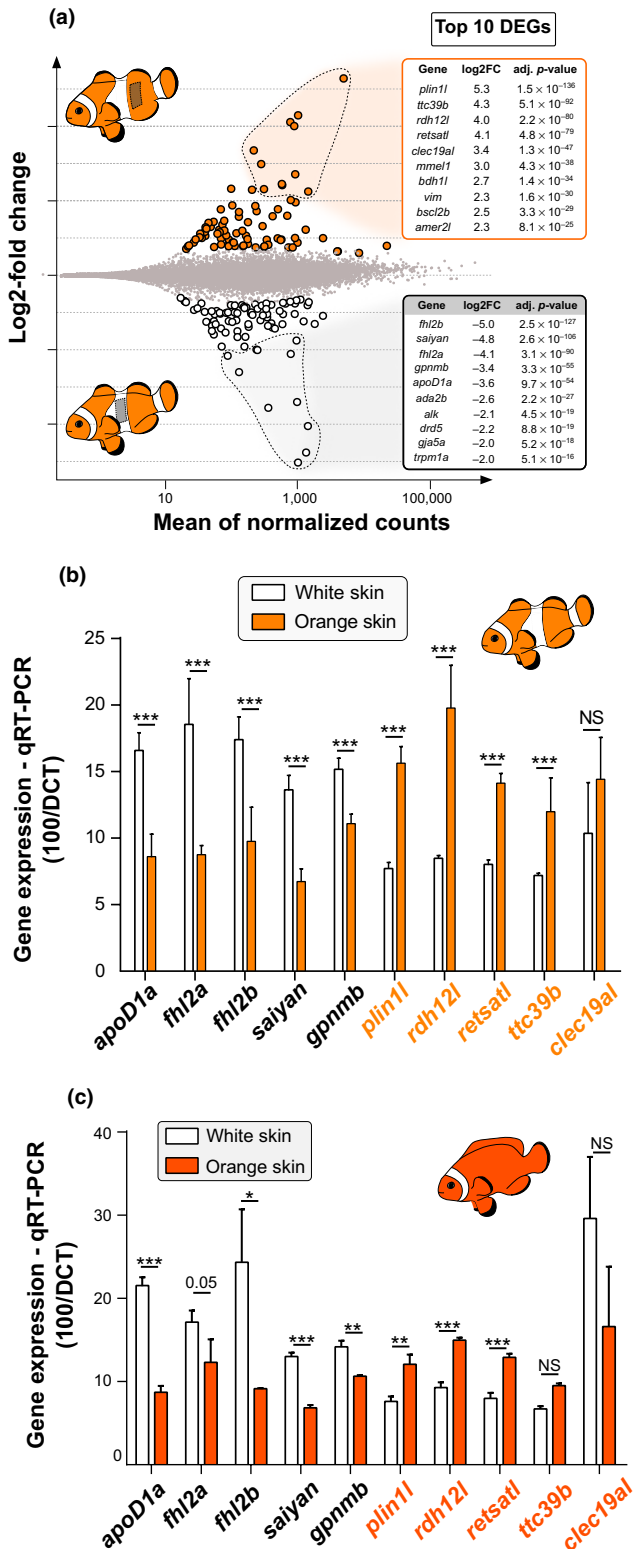 (a)
Top 10 DEGs
Gene log2FC adj. p-value
plin1l 5.3 1.5 × 10⁻¹³⁶
ttc39b 4.3 5.1 × 10⁻⁹²
rdh12l 4.0 2.2 × 10⁻⁸⁰
retsatl 4.1 4.8 × 10⁻⁷⁹
clec19al 3.4 1.3 × 10⁻⁴⁷
mmel1 3.0 4.3 × 10⁻³⁸
bdh1l 2.7 1.4 × 10⁻³⁴
vim 2.3 1.6 × 10⁻³⁰
bscl2b 2.5 3.3 × 10⁻²⁹
amer2l 2.3 8.1 × 10⁻²⁵
Log2-fold change
Gene log2FC adj. p-value
fhl2b –5.0 2.5 × 10⁻¹²⁷
saiyan –4.8 2.6 × 10⁻¹⁰⁶
fhl2a –4.1 3.1 × 10⁻⁹⁰
gpnmb –3.4 3.3 × 10⁻⁵⁵
apoD1a –3.6 9.7 × 10⁻⁵⁴
ada2b –2.6 2.2 × 10⁻²⁷
alk –2.1 4.5 × 10⁻¹⁹
drd5 –2.2 8.8 × 10⁻¹⁹
gja5a –2.0 5.2 × 10⁻¹⁸
trpm1a –2.0 5.1 × 10⁻¹⁶
10 1,000 100,000
Mean of normalized counts
(b)
White skin
Orange skin
Gene expression - qRT-PCR
(100/DCT)
25
20
15
10
5
0
*** *** *** *** *** *** *** *** *** NS
apoD1a fhl2a fhl2b saiyan gpnmb plin1l rdh12l retsatl ttc39b clec19al
(c)
White skin
Orange skin
Gene expression - qRT-PCR
(100/DCT)
40
30
20
10
0
*** 0.05 * *** ** ** *** *** NS NS
apoD1a fhl2a fhl2b saiyan gpnmb plin1l rdh12l retsatl ttc39b clec19al